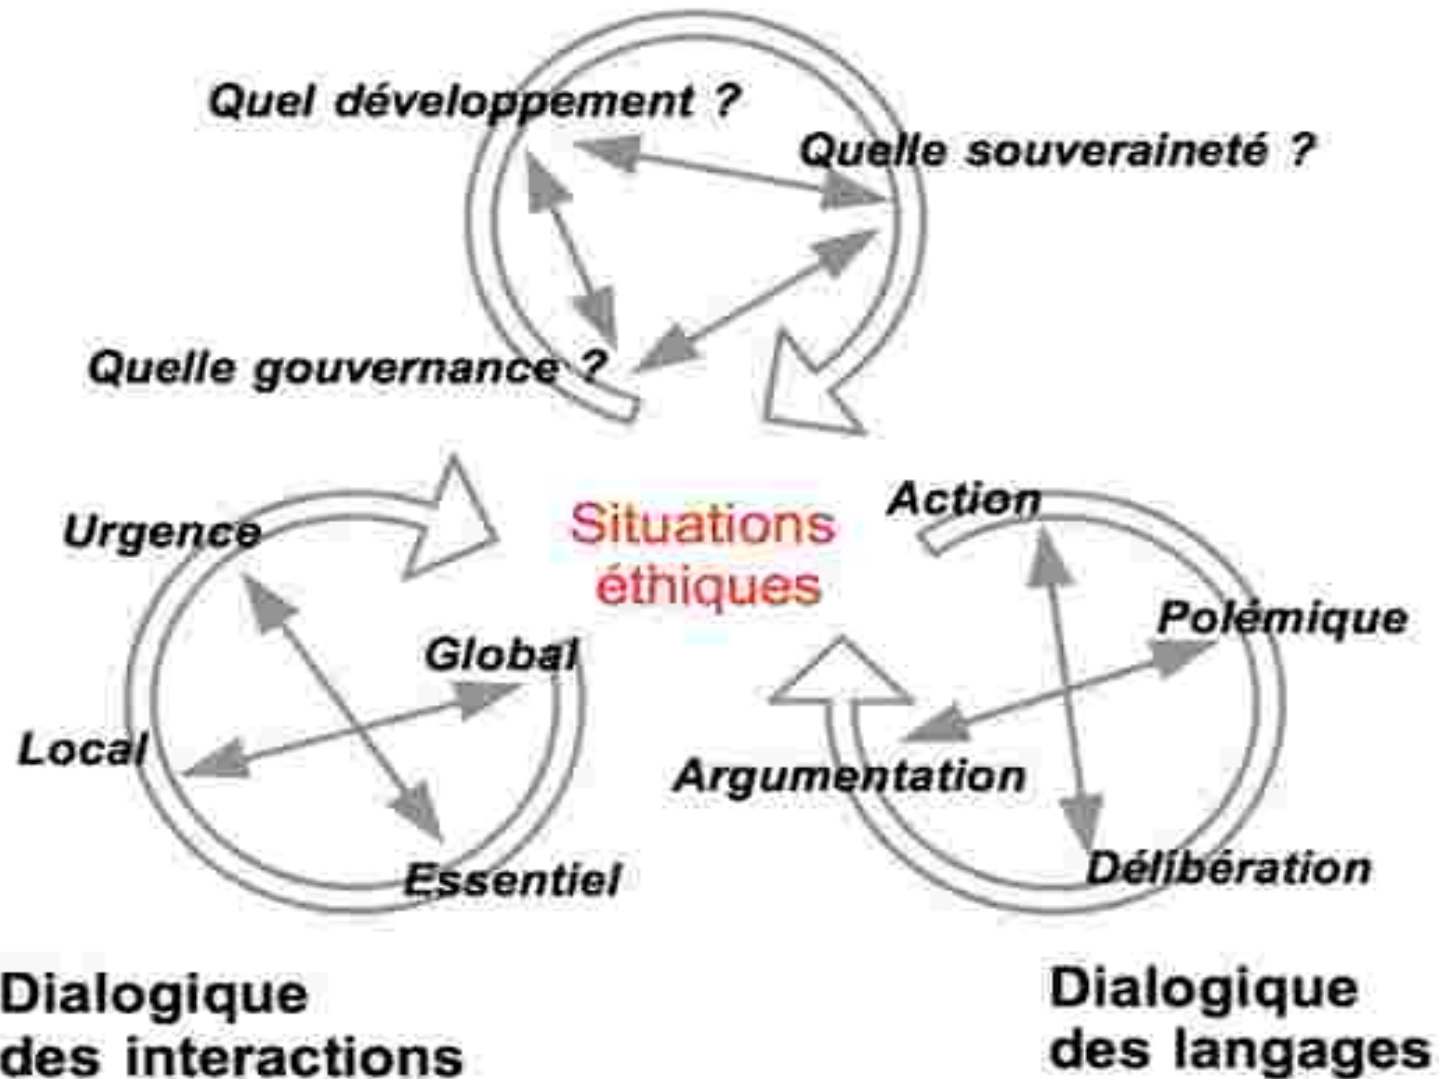 Quel développement ?
Quelle souveraineté ?
Quelle gouvernance ?
Situations
éthiques
Urgence
Global
Local
Essentiel
Action
Polémique
Argumentation
Délibération
Dialogique
des interactions
Dialogique
des langages